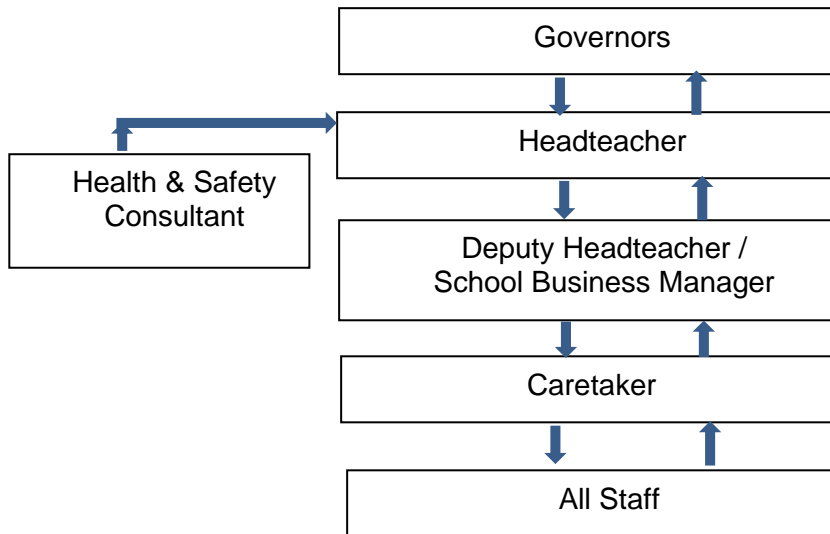 Governors
Headteacher
Health & Safety
Consultant
Deputy Headteacher /
School Business Manager
Caretaker
All Staff